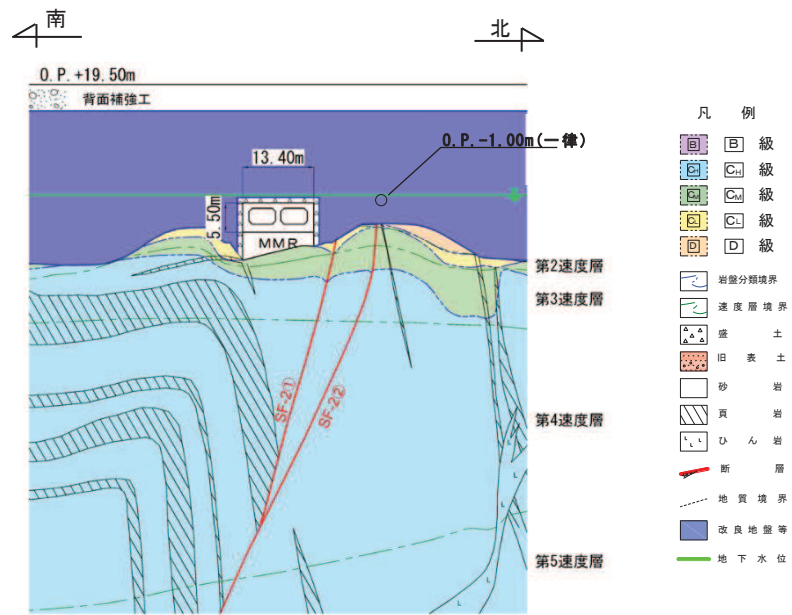 南
北
O.P.+19.50m
背面補強工
13.40m
O.P.-1.00m(一律)
5.50m
MMR
第2速度層
第3速度層
SF-2①
SF-2②
第4速度層
第5速度層
凡 例
B B 級
CH CH 級
CM CM 級
CL CL 級
D D 級
岩盤分類境界
速度層境界
盛 土
旧 表 土
砂 岩
頁 岩
ひ ん 岩
断 層
地 質 境 界
改 良 地 盤 等
地 下 水 位